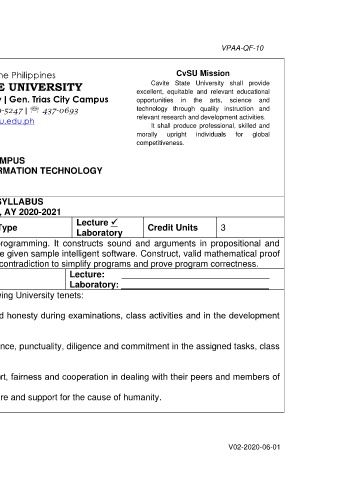 VPAA-QF-10
he Philippines
E UNIVERSITY
| Gen. Trias City Campus
-5247 | ☏ 437-0693
u.edu.ph
CvSU Mission
Cavite State University shall provide
excellent, equitable and relevant educational
opportunities in the arts, science and
technology through quality instruction and
relevant research and development activities.
It shall produce professional, skilled and
morally upright individuals for global
competitiveness.
MPUS
RMATION TECHNOLOGY
SYLLABUS
, AY 2020-2021
Type
Lecture ✓
Laboratory
Credit Units
3
rogramming. It constructs sound and arguments in propositional and
e given sample intelligent software. Construct, valid mathematical proof
contradiction to simplify programs and prove program correctness.
Lecture: ____________________
Laboratory: ____________________
ving University tenets:
d honesty during examinations, class activities and in the development
nce, punctuality, diligence and commitment in the assigned tasks, class
rt, fairness and cooperation in dealing with their peers and members of
re and support for the cause of humanity.
V02-2020-06-01